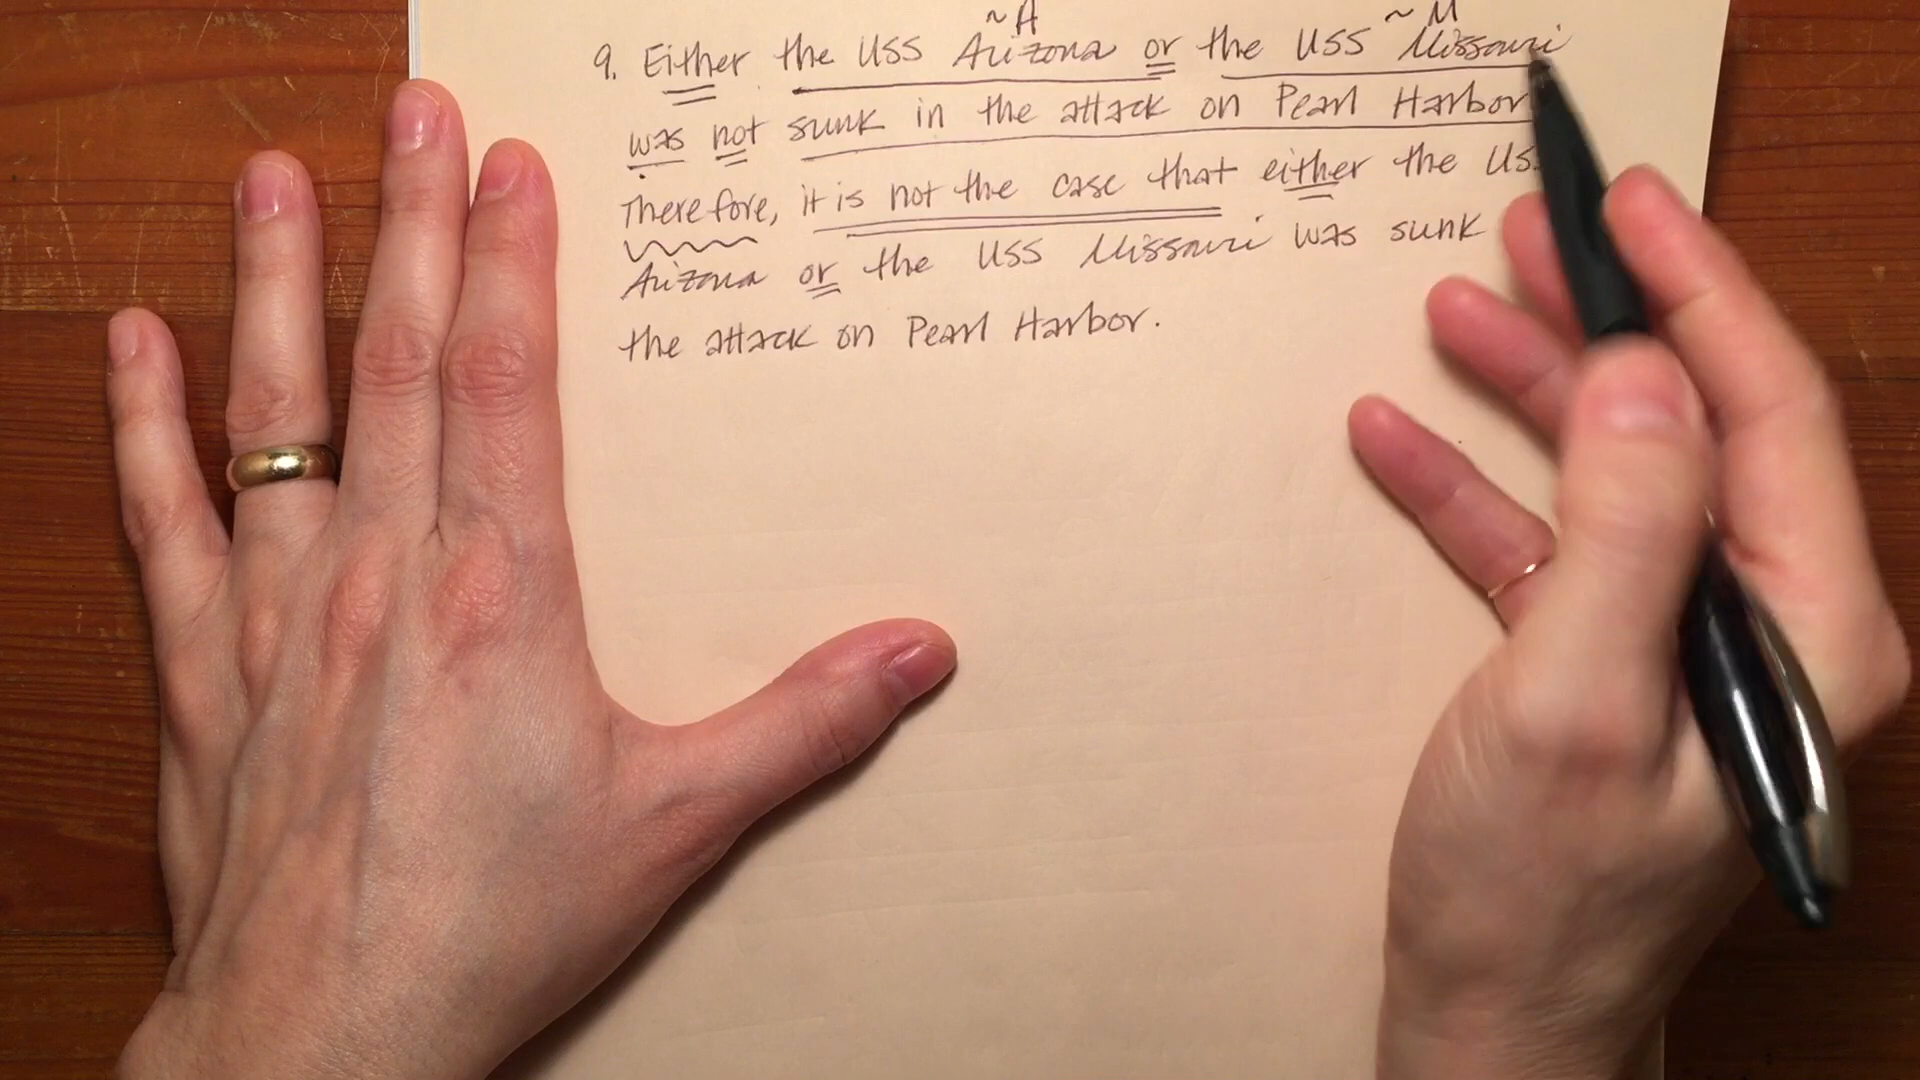 ~A ~M
9. Either the USS Arizona or the USS Missouri
was not sunk in the attack on Pearl Harbor
Therefore, it is not the case that either the
Arizona or the USS Missouri was sunk
the attack on Pearl Harbor.